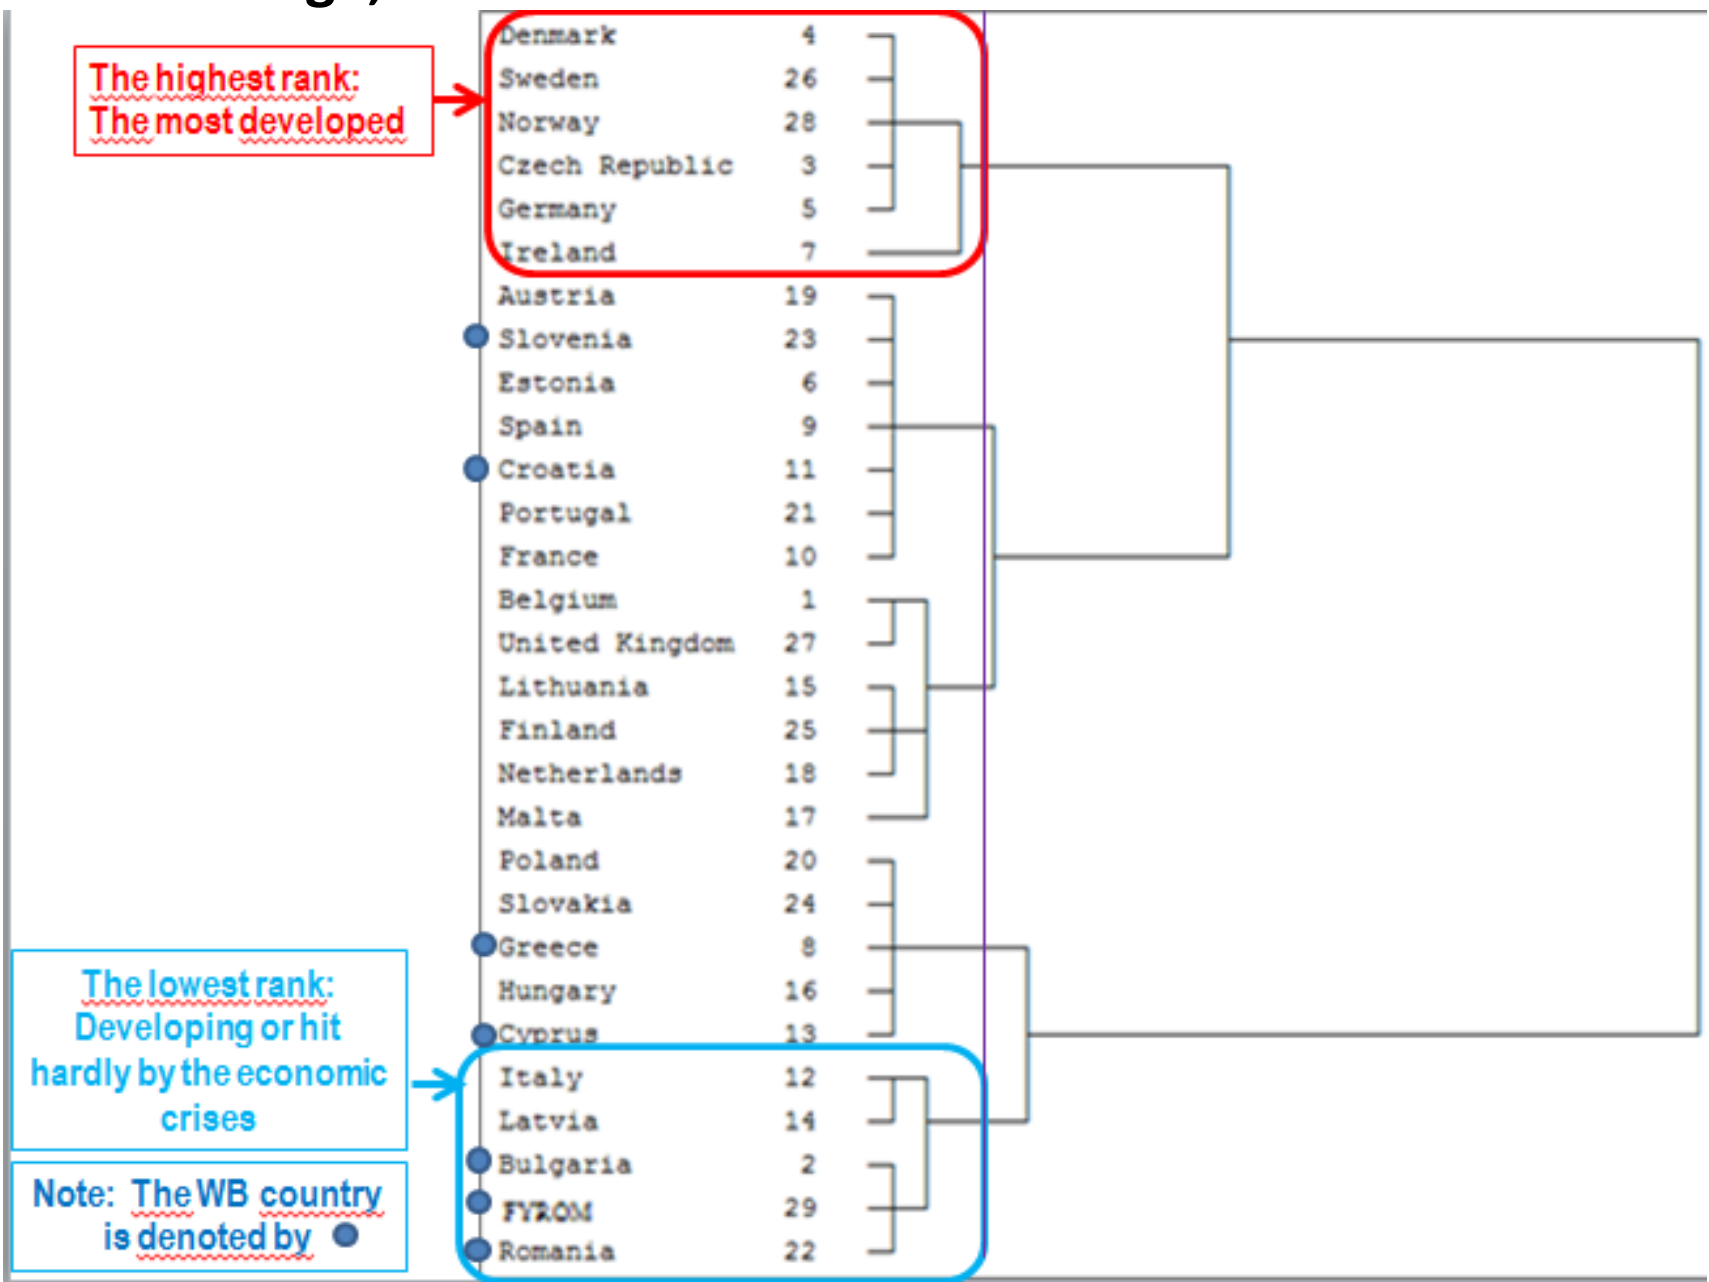 The highest rank:
The most developed
Denmark 4
Sweden 26
Norway 28
Czech Republic 3
Germany 5
Ireland 7
Austria 19
Slovenia 23
Estonia 6
Spain 9
Croatia 11
Portugal 21
France 10
Belgium 1
United Kingdom 27
Lithuania 15
Finland 25
Netherlands 18
Malta 17
Poland 20
Slovakia 24
Greece 8
Hungary 16
Cyprus 13
Italy 12
Latvia 14
Bulgaria 2
FYROM 29
Romania 22
The lowest rank:
Developing or hit
hardly by the economic
crises
Note: The WB country
is denoted by